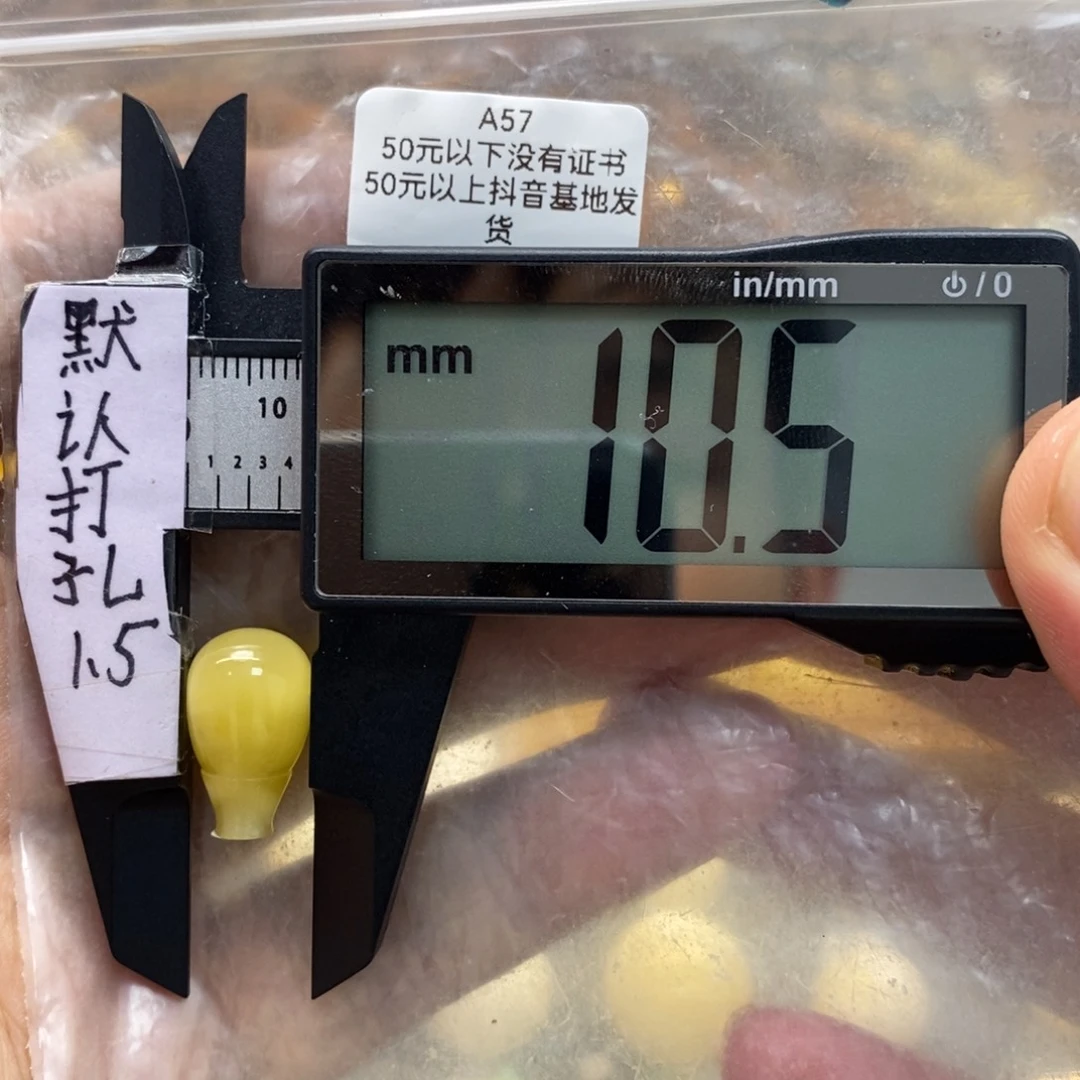 A57
50元以下没有证书
50元以上抖音基地发
货
in/mm
⏻/0
mm
10.5
10
1 2 3 4
默
认
打
孔
1.5